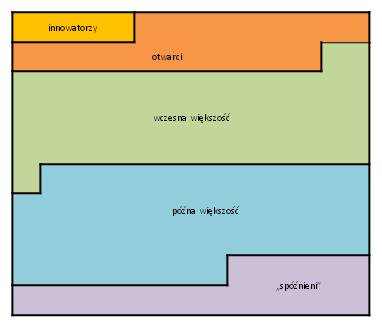 innowatorzy
otwarci
wczesna większość
późna większość
„spóźnieni"